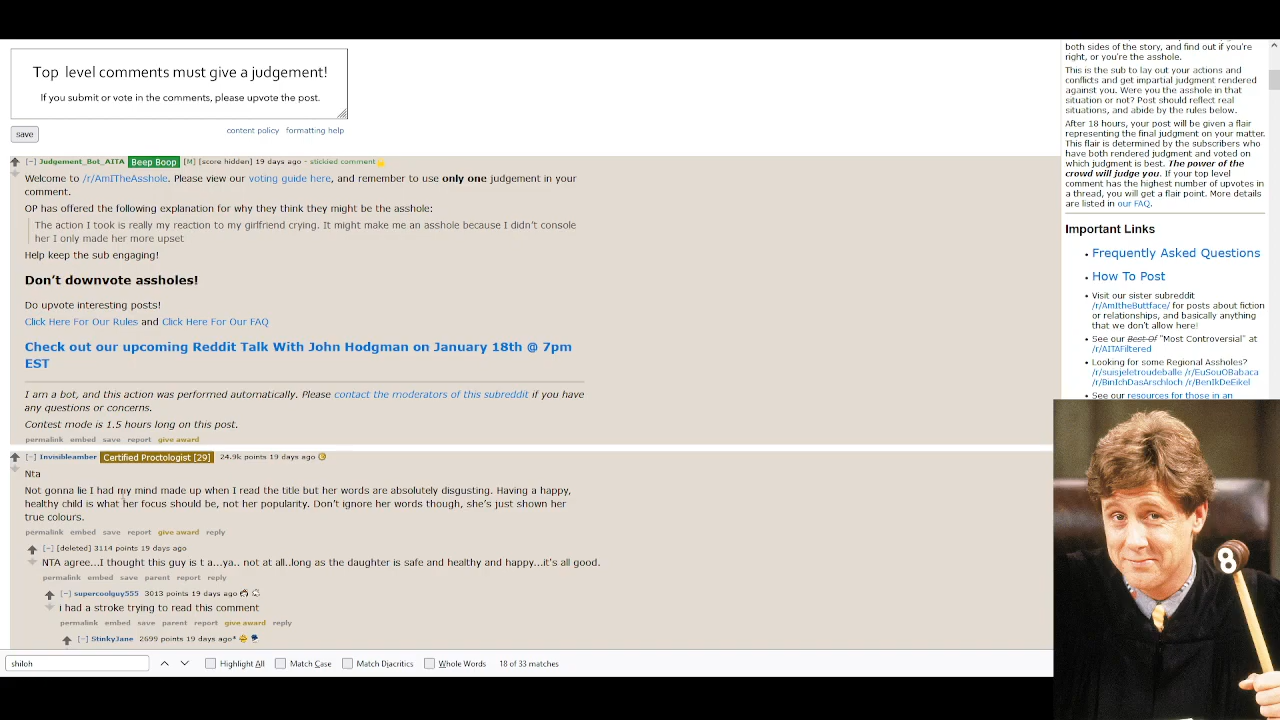 Top level comments must give a judgement!
If you submit or vote in the comments, please upvote the post.
save
content policy formatting help
[−] Judgement_Bot_AITA Beep Boop [M] [score hidden] 19 days ago - stickied comment
Welcome to /r/AmITheAsshole. Please view our voting guide here, and remember to use only one judgement in your
comment.
OP has offered the following explanation for why they think they might be the asshole:
The action I took is really my reaction to my girlfriend crying. It might make me an asshole because I didn't console
her I only made her more upset
Help keep the sub engaging!
Don't downvote assholes!
Do upvote interesting posts!
Click Here For Our Rules and Click Here For Our FAQ
Check out our upcoming Reddit Talk With John Hodgman on January 18th @ 7pm
EST
I am a bot, and this action was performed automatically. Please contact the moderators of this subreddit if you have
any questions or concerns.
Contest mode is 1.5 hours long on this post.
permalink embed save report give award
[−] Invisibleamber Certified Proctologist [29] 24.9k points 19 days ago
Nta
Not gonna lie I had my mind made up when I read the title but her words are absolutely disgusting. Having a happy,
healthy child is what her focus should be, not her popularity. Don't ignore her words though, she's just shown her
true colours.
permalink embed save report give award reply
[−] [deleted] 3114 points 19 days ago
NTA agree...I thought this guy is t a...ya.. not at all..long as the daughter is safe and healthy and happy...it's all good.
permalink embed save parent report reply
[−] supercoolguy555 3013 points 19 days ago
i had a stroke trying to read this comment
permalink embed save parent report give award reply
[−] StinkyJane 2699 points 19 days ago*
shiloh Highlight All Match Case Match Diacritics Whole Words 18 of 33 matches
both sides of the story, and find out if you're
right, or you're the asshole.
This is the sub to lay out your actions and
conflicts and get impartial judgment rendered
against you. Were you the asshole in that
situation or not? Post should reflect real
situations, and abide by the rules below.
After 18 hours, your post will be given a flair
representing the final judgment on your matter.
This flair is determined by the subscribers who
have both rendered judgment and voted on
which judgment is best. The power of the
crowd will judge you. If your top level
comment has the highest number of upvotes in
a thread, you will get a flair point. More details
are listed in our FAQ.
Important Links
Frequently Asked Questions
How To Post
Visit our sister subreddit
/r/AmItheButtface/ for posts about fiction
or relationships, and basically anything
that we don't allow here!
See our Best Of "Most Controversial" at
/r/AITAFiltered
Looking for some Regional Assholes?
/r/suisjeletroudeballe /r/EuSouOBabaca
/r/BinIchDasArschloch /r/BenIkDeEikel
See our resources for those in an
8